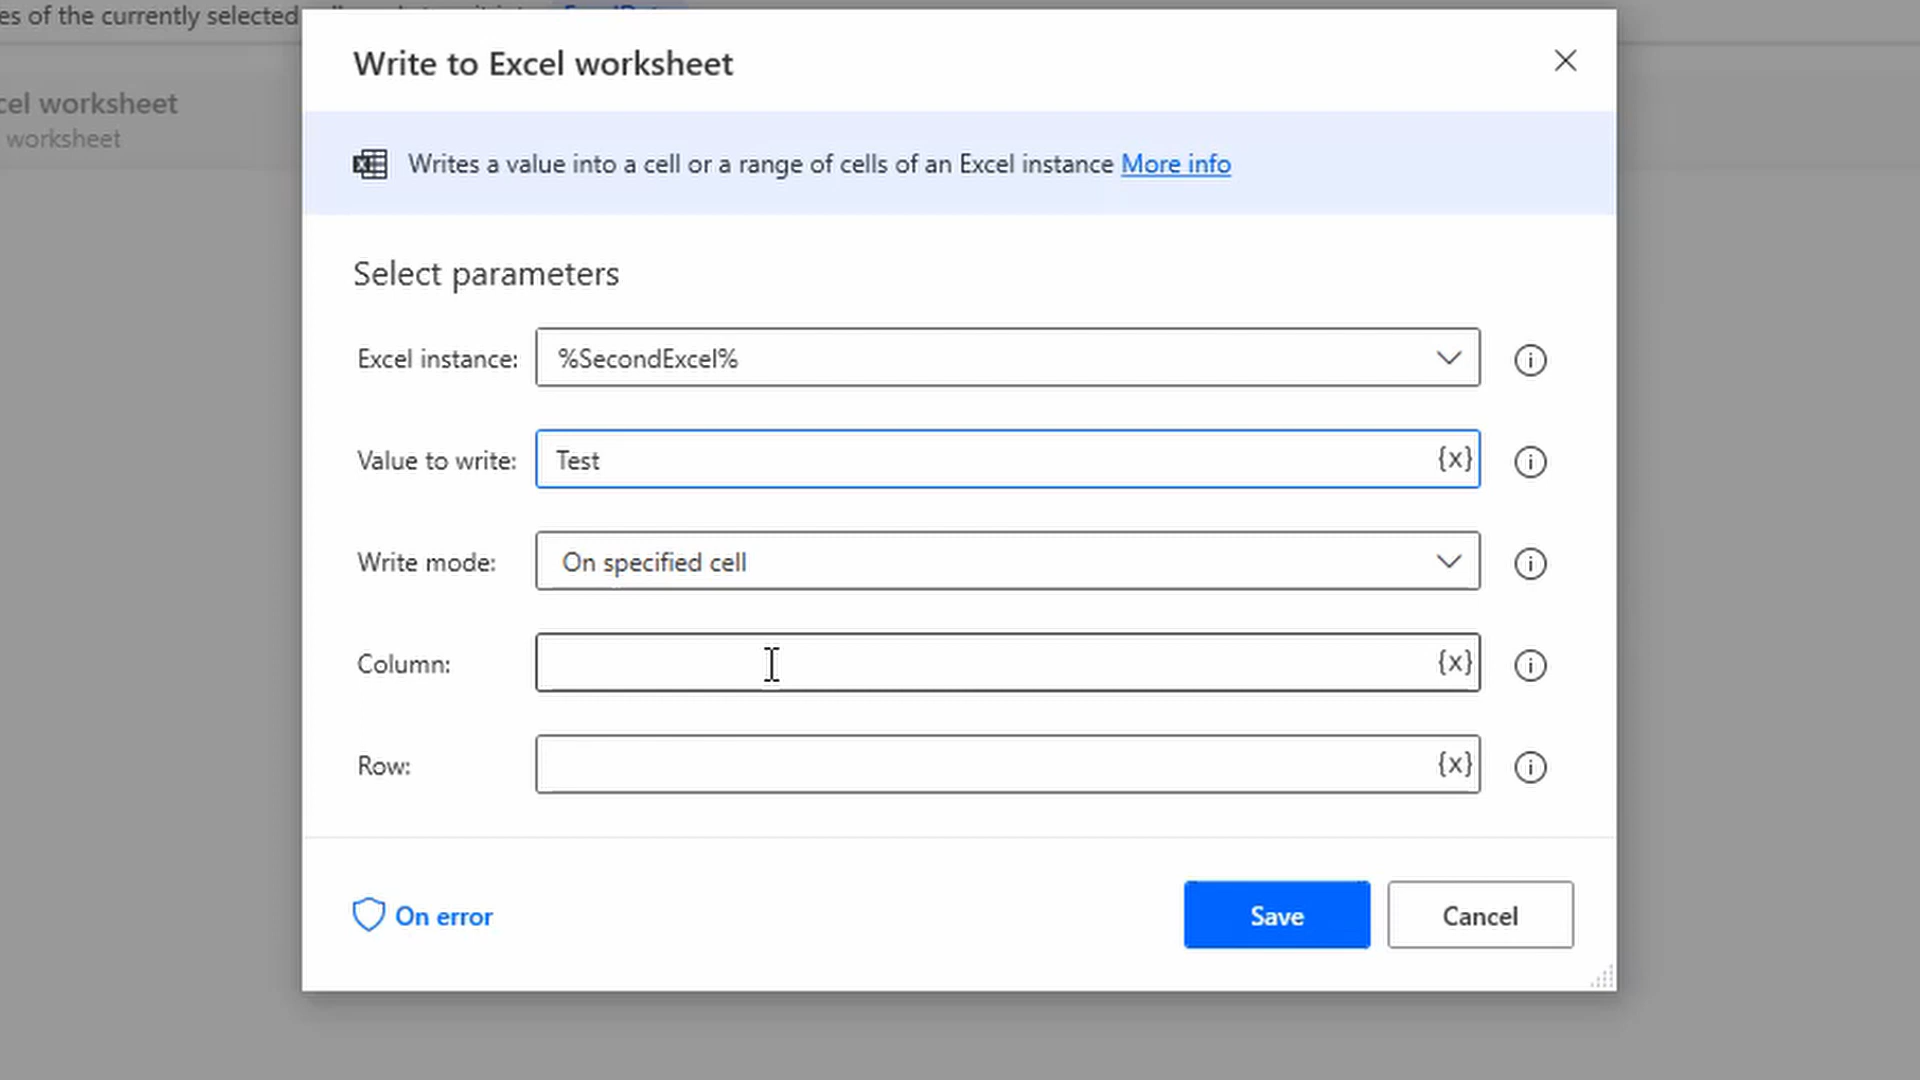 es of the currently selected
Write to Excel worksheet
cel worksheet
worksheet
Writes a value into a cell or a range of cells of an Excel instance More info
Select parameters
Excel instance: %SecondExcel%
Value to write: Test {x}
Write mode: On specified cell
Column: {x}
Row: {x}
On error Save Cancel